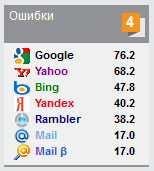 Ошибки
4
Google 76.2
Yahoo 68.2
Bing 47.8
Yandex 40.2
Rambler 38.2
Mail 17.0
Mail β 17.0